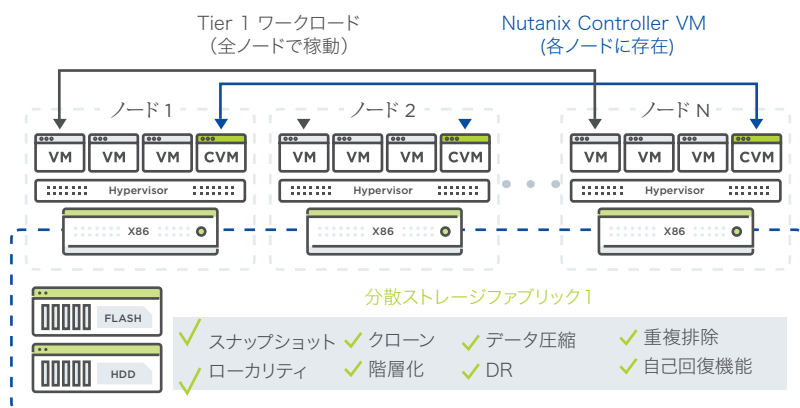 Tier 1 ワークロード
(全ノードで稼動)
Nutanix Controller VM
(各ノードに存在)
ノード 1
ノード 2
ノード N
VM VM VM CVM
VM VM VM CVM
VM VM VM CVM
Hypervisor
Hypervisor
Hypervisor
X86
X86
X86
分散ストレージファブリック1
FLASH
HDD
スナップショット クローン データ圧縮 重複排除
ローカリティ 階層化 DR 自己回復機能